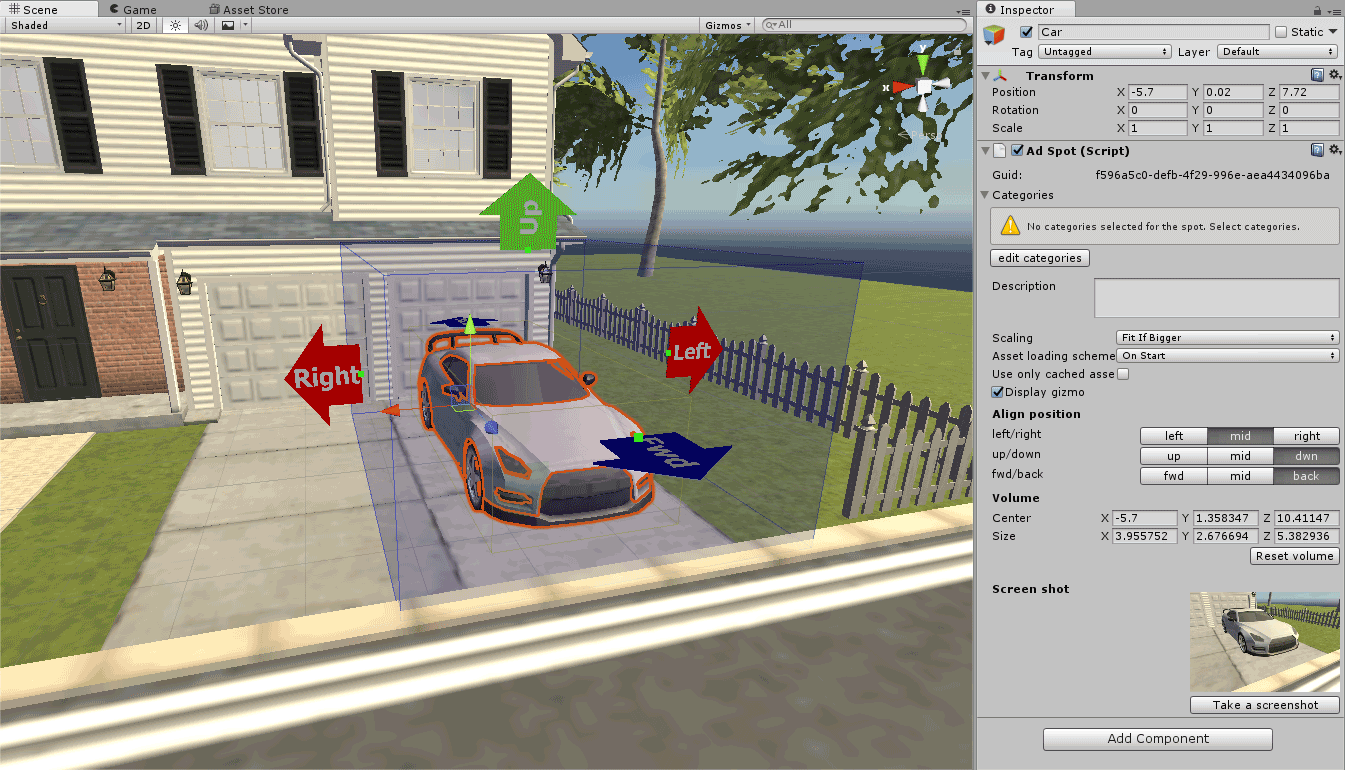 Scene
Game
Asset Store
Shaded
2D
Gizmos
All
y
x
Pers
Up
Right
Left
Fwd
Inspector
Car
Static
Tag Untagged Layer Default
Transform
Position X -5.7 Y 0.02 Z 7.72
Rotation X 0 Y 0 Z 0
Scale X 1 Y 1 Z 1
Ad Spot (Script)
Guid: f596a5c0-defb-4f29-996e-aea4434096ba
Categories
No categories selected for the spot. Select categories.
edit categories
Description
Scaling Fit If Bigger
Asset loading scheme On Start
Use only cached asse
Display gizmo
Align position
left/right left mid right
up/down up mid dwn
fwd/back fwd mid back
Volume
Center X -5.7 Y 1.358347 Z 10.41147
Size X 3.955752 Y 2.676694 Z 5.382936
Reset volume
Screen shot
Take a screenshot
Add Component